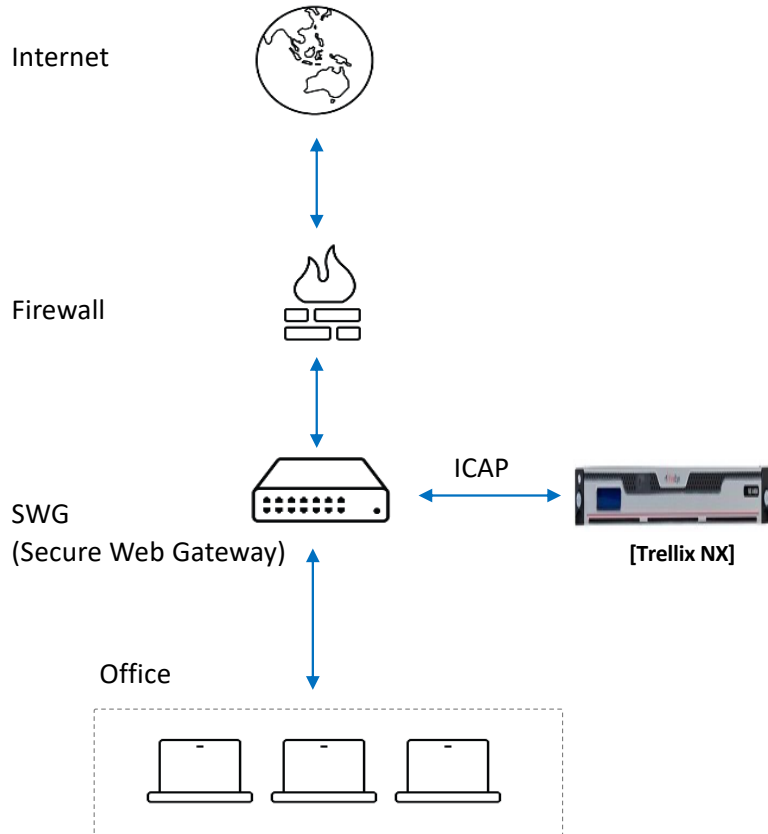 Internet
Firewall
ICAP
SWG
(Secure Web Gateway)
[Trellix NX]
Office